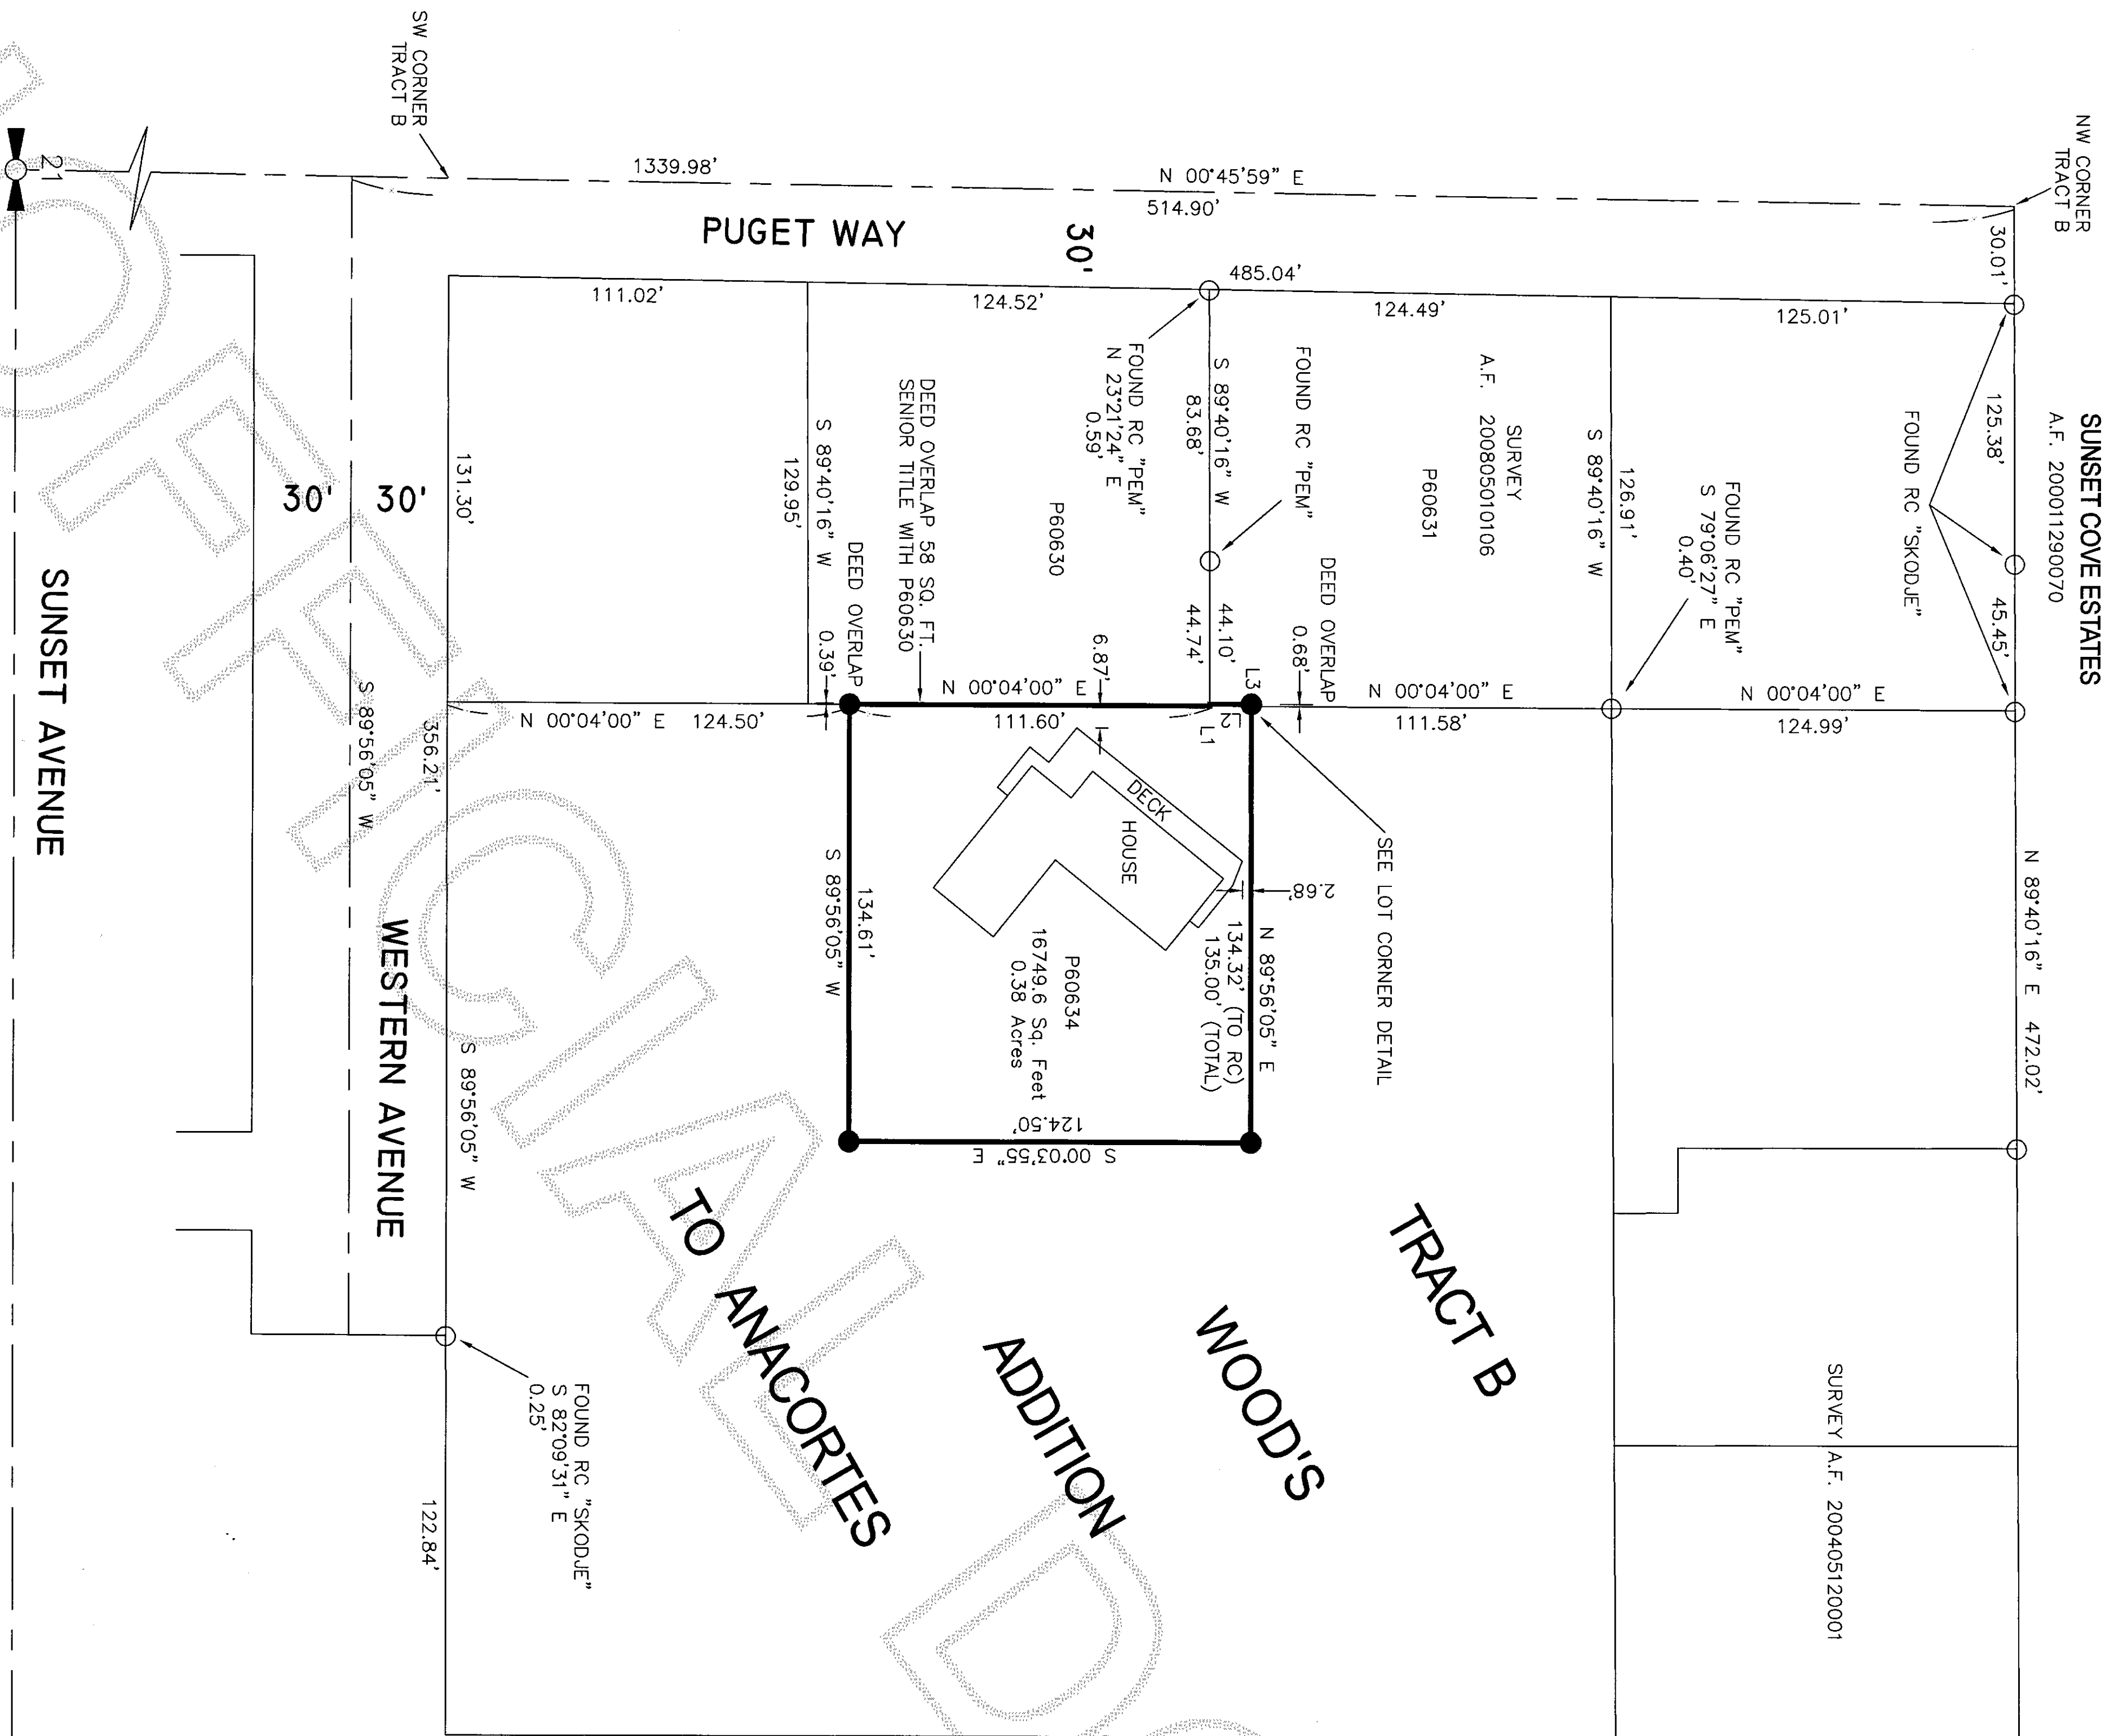 SUNSET COVE ESTATES
A.F. 200011290070
NW CORNER
TRACT B
30.01'
125.38'
45.45'
N 89°40'16" E 472.02'
FOUND RC "SKODJE"
125.01'
N 00°04'00" E
124.99'
FOUND RC "PEM"
S 79°06'27" E
0.40'
126.91'
S 89°40'16" W
SURVEY A.F. 200405120001
SURVEY
A.F. 200805010106
P60631
124.49'
N 00°04'00" E
111.58'
TRACT B
SEE LOT CORNER DETAIL
DEED OVERLAP
0.68'
FOUND RC "PEM"
L3
L2
L1
485.04'
S 89°40'16" W
83.68'
44.10'
44.74'
N 89°56'05" E
134.32' (TO RC)
135.00' (TOTAL)
2.68'
WOOD'S
N 00°45'59" E
514.90'
1339.98'
30'
PUGET WAY
FOUND RC "PEM"
N 23°21'24" E
0.59'
6.87'
DECK
HOUSE
P60630
P60634
16749.6 Sq. Feet
0.38 Acres
124.50'
S 00°03'55" E
ADDITION
124.52'
N 00°04'00" E
111.60'
DEED OVERLAP 58 SQ. FT.
SENIOR TITLE WITH P60630
DEED OVERLAP
0.39'
S 89°40'16" W
129.95'
134.61'
S 89°56'05" W
TO ANACORTES
111.02'
N 00°04'00" E 124.50'
FOUND RC "SKODJE"
S 82°09'31" E
0.25'
SW CORNER
TRACT B
131.30'
356.21'
S 89°56'05" W
122.84'
30'
30'
S 89°56'05" W
WESTERN AVENUE
21
SUNSET AVENUE
OFFICIAL D